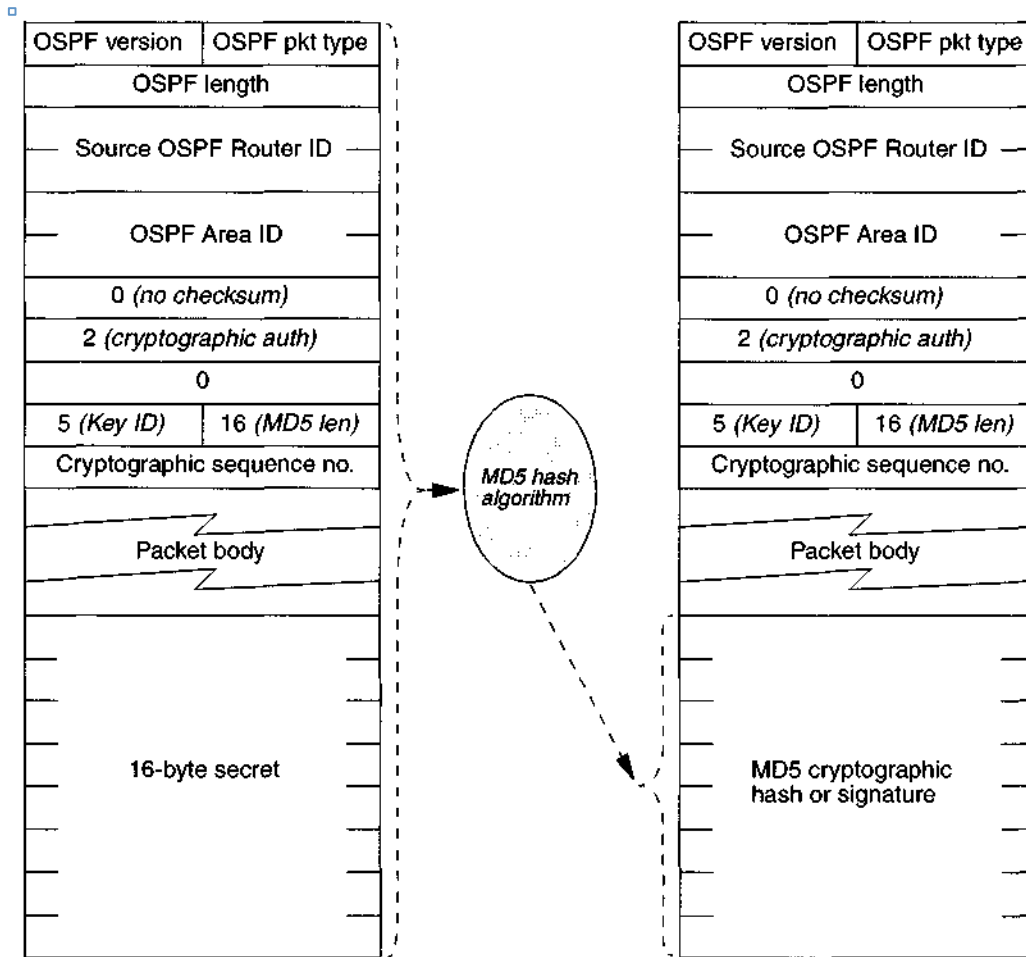 OSPF version OSPF pkt type
OSPF length
Source OSPF Router ID
OSPF Area ID
0 (no checksum)
2 (cryptographic auth)
0
5 (Key ID) 16 (MD5 len)
Cryptographic sequence no.
Packet body
16-byte secret
MD5 hash
algorithm
OSPF version OSPF pkt type
OSPF length
Source OSPF Router ID
OSPF Area ID
0 (no checksum)
2 (cryptographic auth)
0
5 (Key ID) 16 (MD5 len)
Cryptographic sequence no.
Packet body
MD5 cryptographic
hash or signature